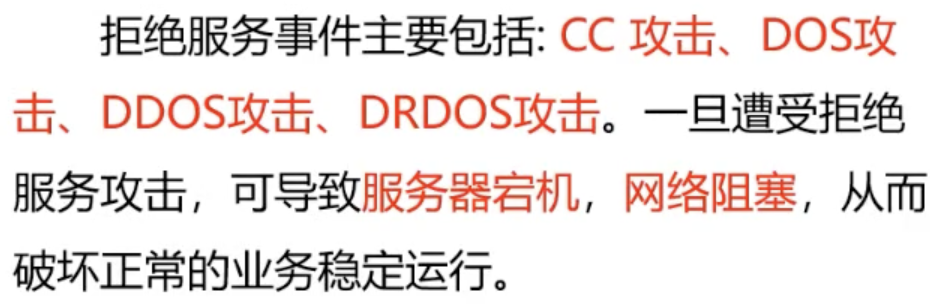 拒绝服务事件主要包括: CC 攻击、DOS攻
击、DDOS攻击、DRDOS攻击。一旦遭受拒绝
服务攻击，可导致服务器宕机，网络阻塞，从而
破坏正常的业务稳定运行。